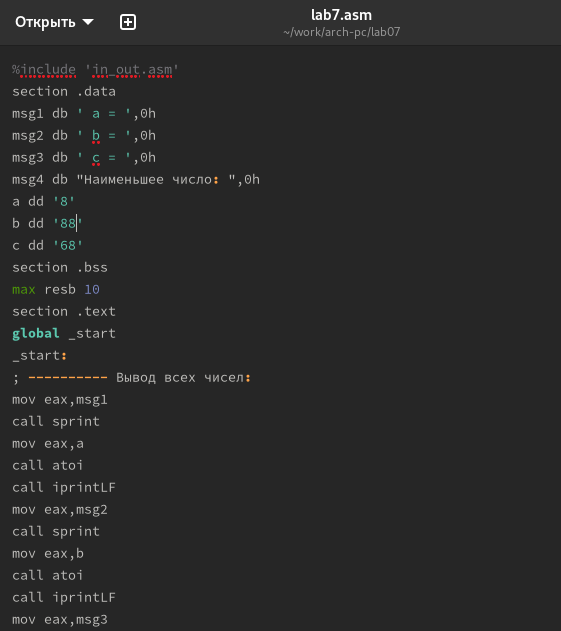 Открыть
lab7.asm
~/work/arch-pc/lab07
%include 'in_out.asm'
section .data
msg1 db ' a = ',0h
msg2 db ' b = ',0h
msg3 db ' c = ',0h
msg4 db "Наименьшее число: ",0h
a dd '8'
b dd '88'
c dd '68'
section .bss
max resb 10
section .text
global _start
_start:
; ---------- Вывод всех чисел:
mov eax,msg1
call sprint
mov eax,a
call atoi
call iprintLF
mov eax,msg2
call sprint
mov eax,b
call atoi
call iprintLF
mov eax,msg3